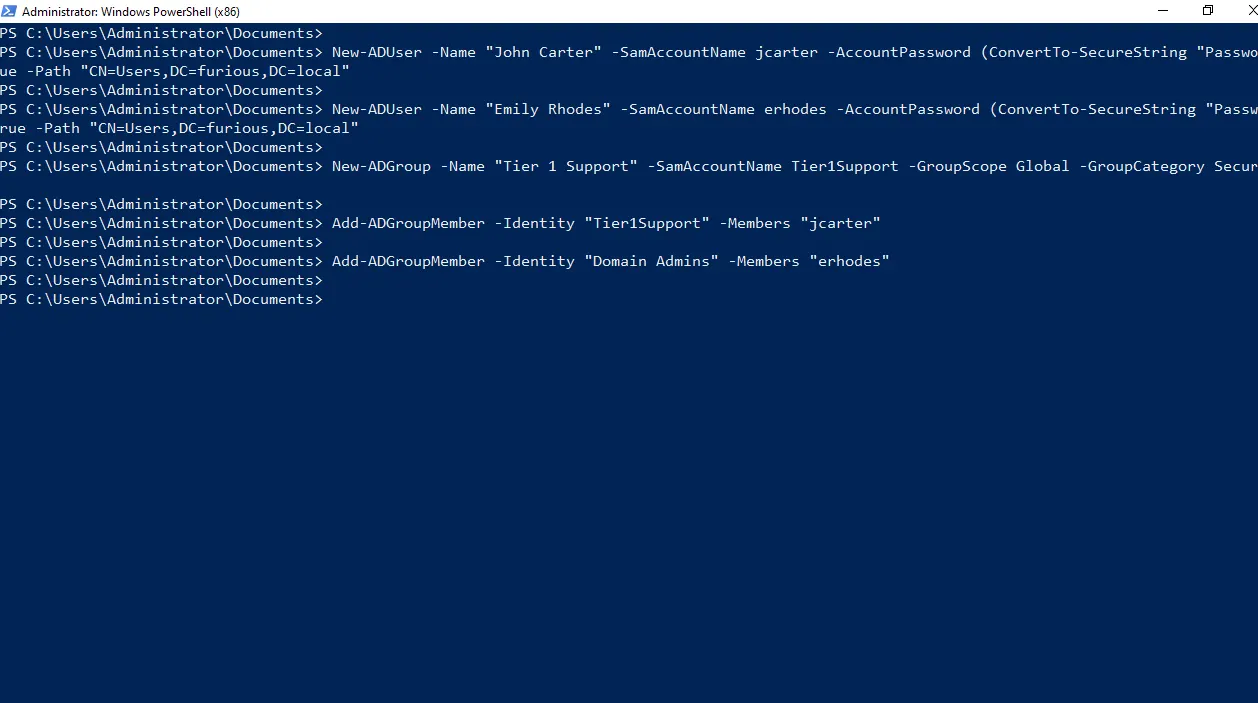 Administrator: Windows PowerShell (x86)
PS C:\Users\Administrator\Documents>
PS C:\Users\Administrator\Documents> New-ADUser -Name "John Carter" -SamAccountName jcarter -AccountPassword (ConvertTo-SecureString "Passwo
ue -Path "CN=Users,DC=furious,DC=local"
PS C:\Users\Administrator\Documents>
PS C:\Users\Administrator\Documents> New-ADUser -Name "Emily Rhodes" -SamAccountName erhodes -AccountPassword (ConvertTo-SecureString "Passw
rue -Path "CN=Users,DC=furious,DC=local"
PS C:\Users\Administrator\Documents>
PS C:\Users\Administrator\Documents> New-ADGroup -Name "Tier 1 Support" -SamAccountName Tier1Support -GroupScope Global -GroupCategory Secur
PS C:\Users\Administrator\Documents>
PS C:\Users\Administrator\Documents> Add-ADGroupMember -Identity "Tier1Support" -Members "jcarter"
PS C:\Users\Administrator\Documents>
PS C:\Users\Administrator\Documents> Add-ADGroupMember -Identity "Domain Admins" -Members "erhodes"
PS C:\Users\Administrator\Documents>
PS C:\Users\Administrator\Documents>